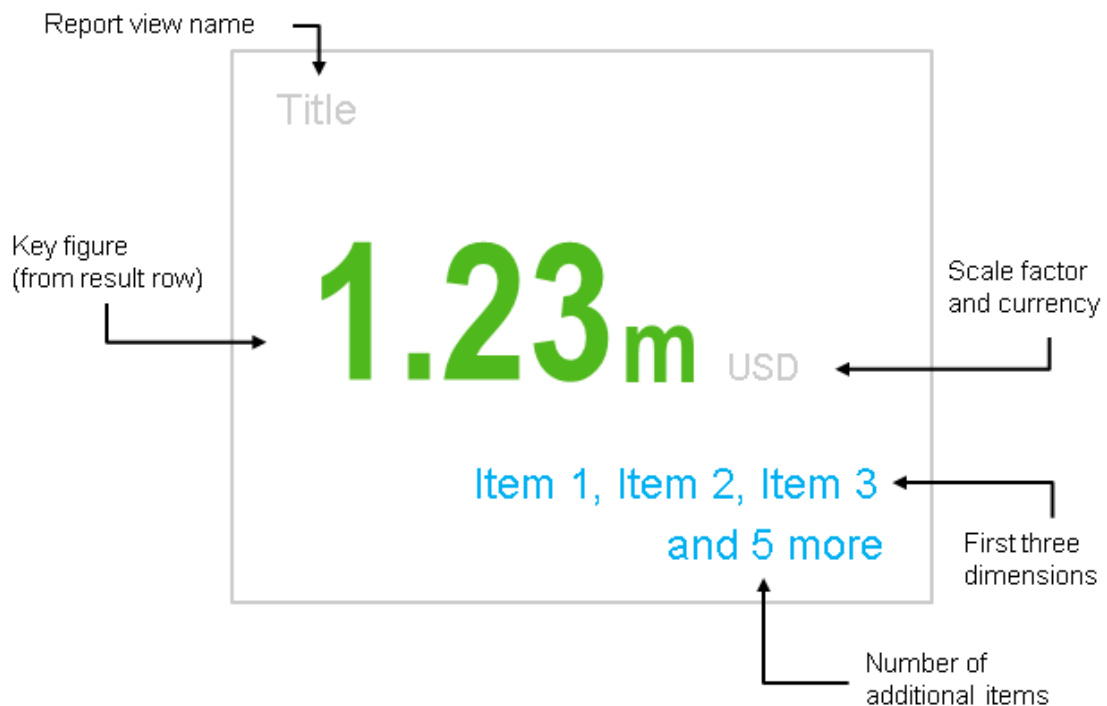 Report view name
Title
Key figure
(from result row)
1.23m USD
Scale factor
and currency
Item 1, Item 2, Item 3
and 5 more
First three
dimensions
Number of
additional items